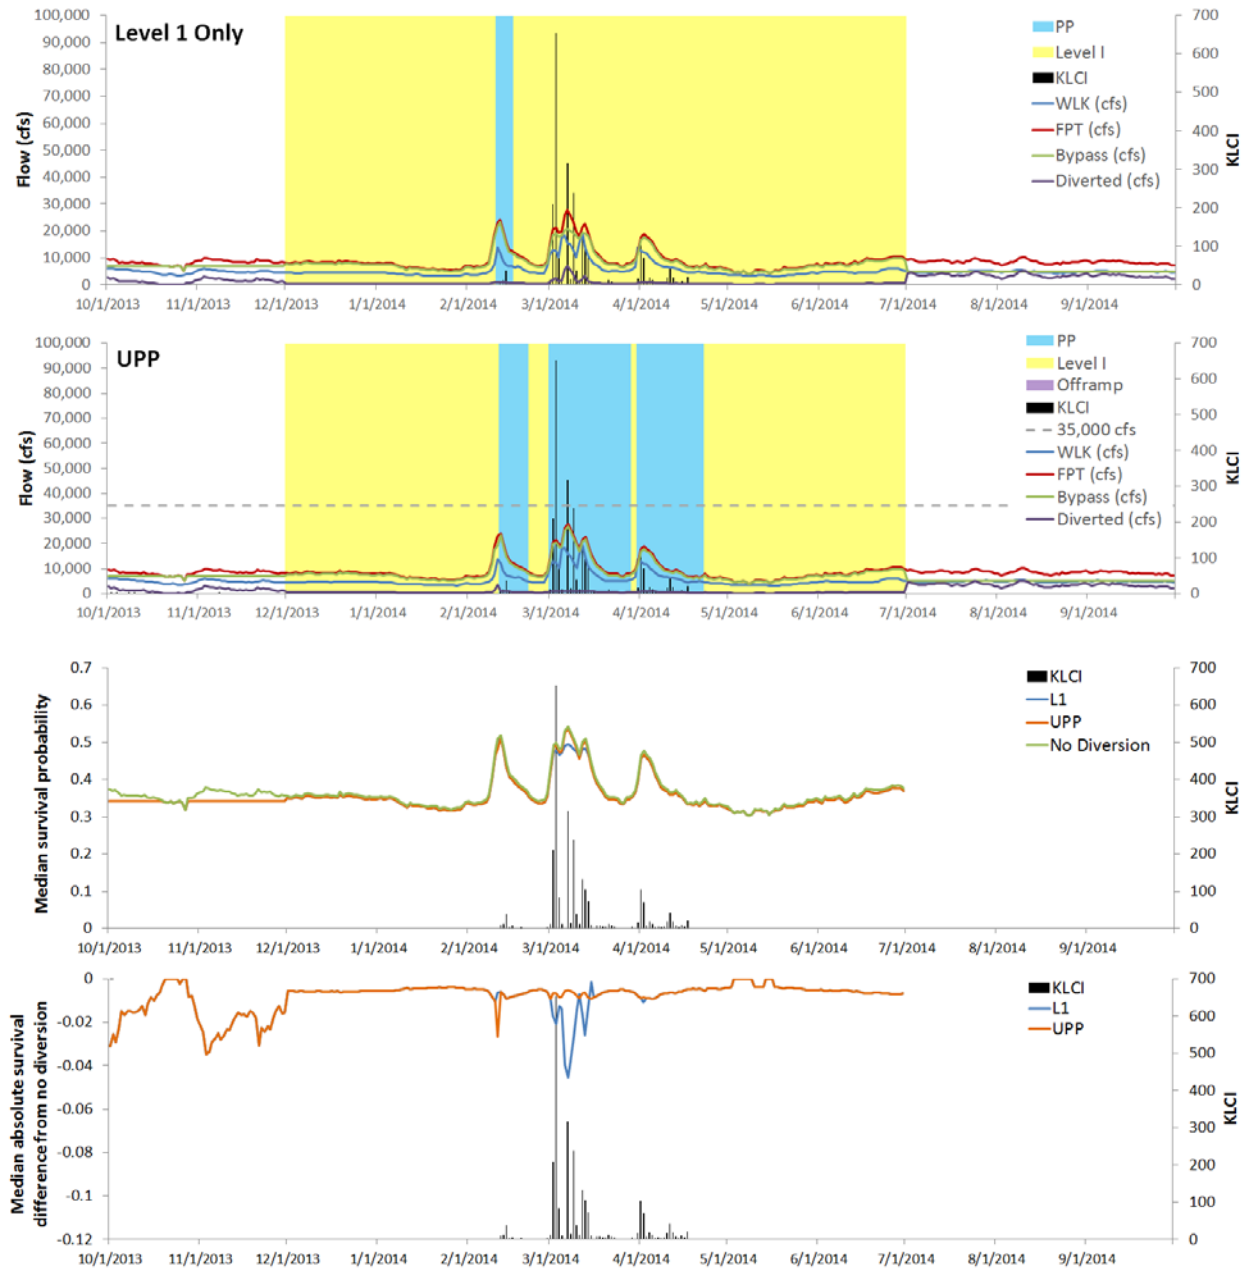 Level 1 Only
Flow (cfs)
100,000
90,000
80,000
70,000
60,000
50,000
40,000
30,000
20,000
10,000
0
10/1/2013 11/1/2013 12/1/2013 1/1/2014 2/1/2014 3/1/2014 4/1/2014 5/1/2014 6/1/2014 7/1/2014 8/1/2014 9/1/2014
700
600
500
400
300
200
100
0
KLCI
PP
Level I
KLCI
WLK (cfs)
FPT (cfs)
Bypass (cfs)
Diverted (cfs)
UPP
Flow (cfs)
100,000
90,000
80,000
70,000
60,000
50,000
40,000
30,000
20,000
10,000
0
10/1/2013 11/1/2013 12/1/2013 1/1/2014 2/1/2014 3/1/2014 4/1/2014 5/1/2014 6/1/2014 7/1/2014 8/1/2014 9/1/2014
700
600
500
400
300
200
100
0
KLCI
PP
Level I
Offramp
KLCI
35,000 cfs
WLK (cfs)
FPT (cfs)
Bypass (cfs)
Diverted (cfs)
Median survival probability
0.7
0.6
0.5
0.4
0.3
0.2
0.1
0
10/1/2013 11/1/2013 12/1/2013 1/1/2014 2/1/2014 3/1/2014 4/1/2014 5/1/2014 6/1/2014 7/1/2014 8/1/2014 9/1/2014
700
600
500
400
300
200
100
0
KLCI
KLCI
L1
UPP
No Diversion
Median absolute survival
difference from no diversion
0
-0.02
-0.04
-0.06
-0.08
-0.1
-0.12
10/1/2013 11/1/2013 12/1/2013 1/1/2014 2/1/2014 3/1/2014 4/1/2014 5/1/2014 6/1/2014 7/1/2014 8/1/2014 9/1/2014
700
600
500
400
300
200
100
0
KLCI
KLCI
L1
UPP